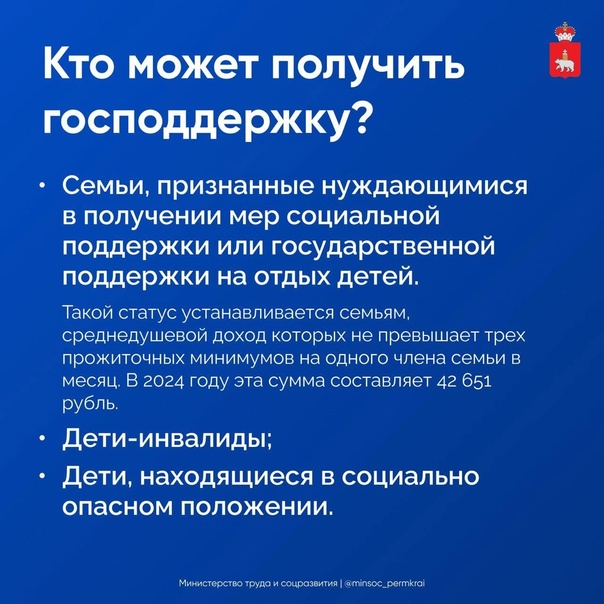 Кто может получить
господдержку?
• Семьи, признанные нуждающимися
в получении мер социальной
поддержки или государственной
поддержки на отдых детей.
Такой статус устанавливается семьям,
среднедушевой доход которых не превышает трех
прожиточных минимумов на одного члена семьи в
месяц. В 2024 году эта сумма составляет 42 651
рубль.
• Дети-инвалиды;
• Дети, находящиеся в социально
опасном положении.
Министерство труда и соцразвития | @minsoc_permkrai